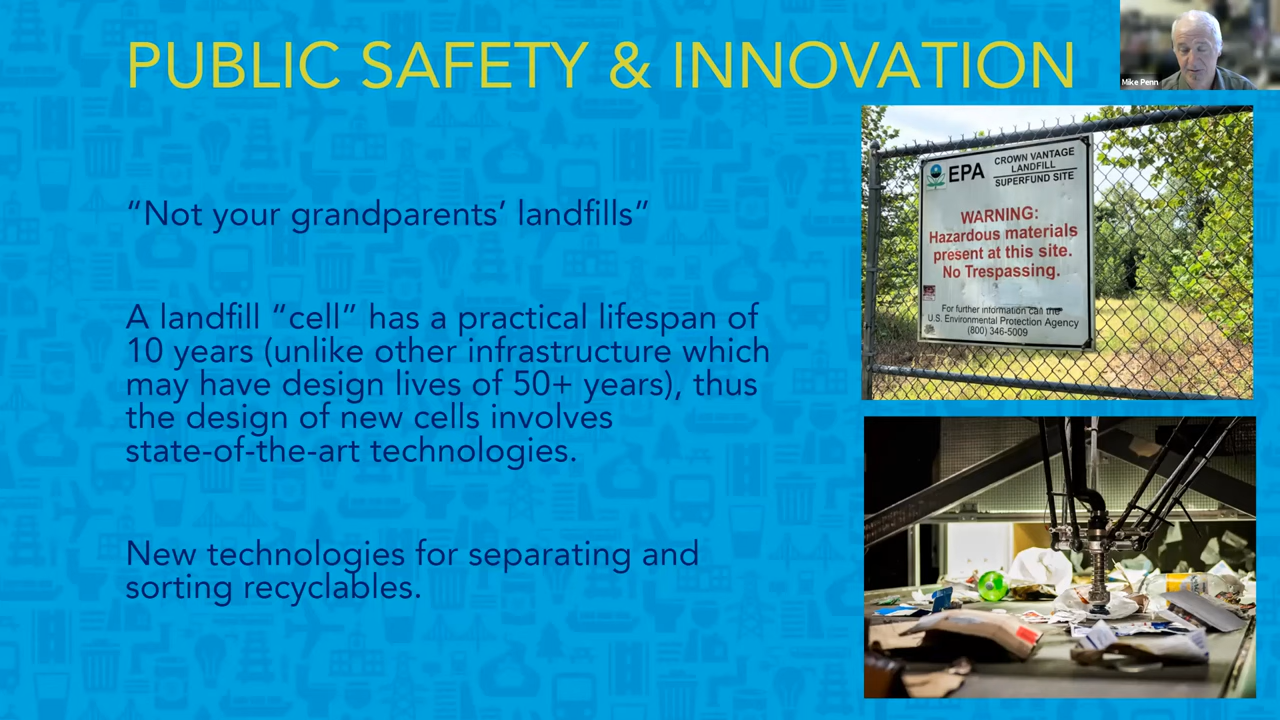 PUBLIC SAFETY & INNOVATION
Mike Penn
“Not your grandparents’ landfills”
A landfill “cell” has a practical lifespan of
10 years (unlike other infrastructure which
may have design lives of 50+ years), thus
the design of new cells involves
state-of-the-art technologies.
New technologies for separating and
sorting recyclables.
EPA
CROWN VANTAGE
LANDFILL
SUPERFUND SITE
WARNING:
Hazardous materials
present at this site.
No Trespassing.
For further information call the
U.S. Environmental Protection Agency
(800) 346-5009